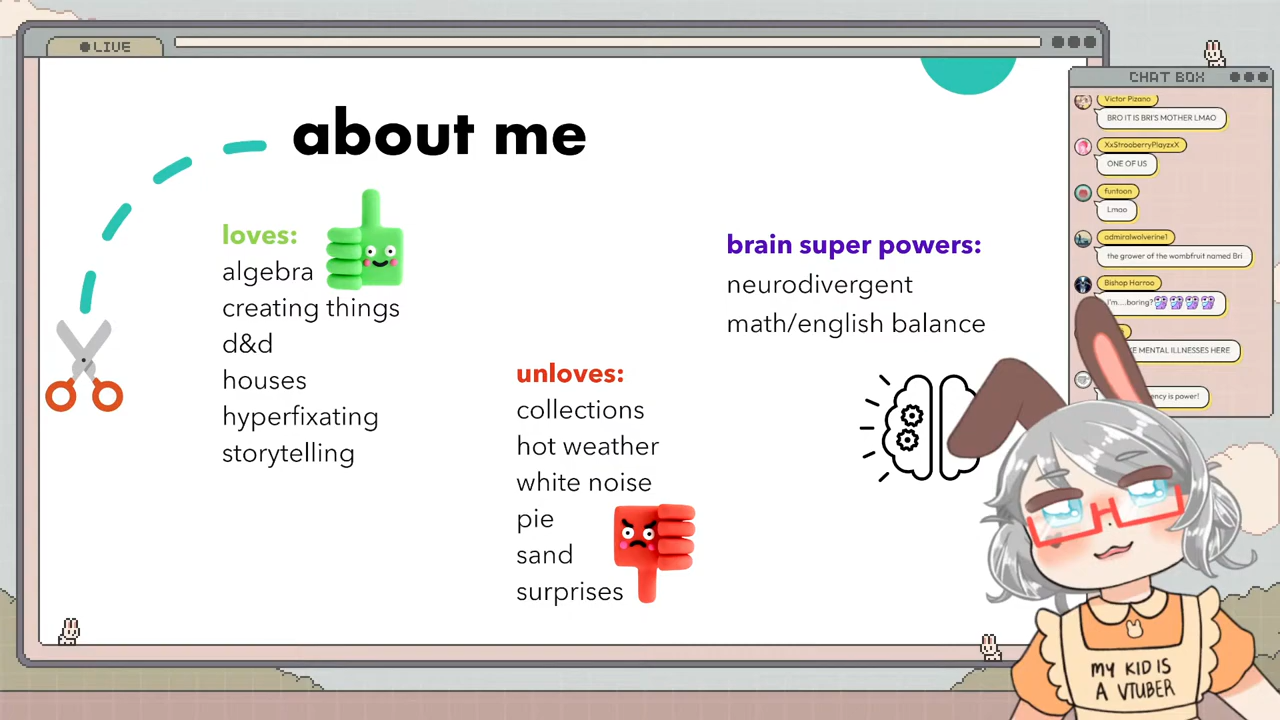 LIVE
about me
loves:
algebra
creating things
d&d
houses
hyperfixating
storytelling
unloves:
collections
hot weather
white noise
pie
sand
surprises
brain super powers:
neurodivergent
math/english balance
CHAT BOX
Victor Pizano
BRO IT IS BRI'S MOTHER LMAO
XxStrooberryPlayzxX
ONE OF US
funtoon
Lmao
admiralwolverine1
the grower of the wombfruit named Bri
Bishop Harroo
I'm....boring?
MENTAL ILLNESSES HERE
is power!
MY KID IS
A VTUBER